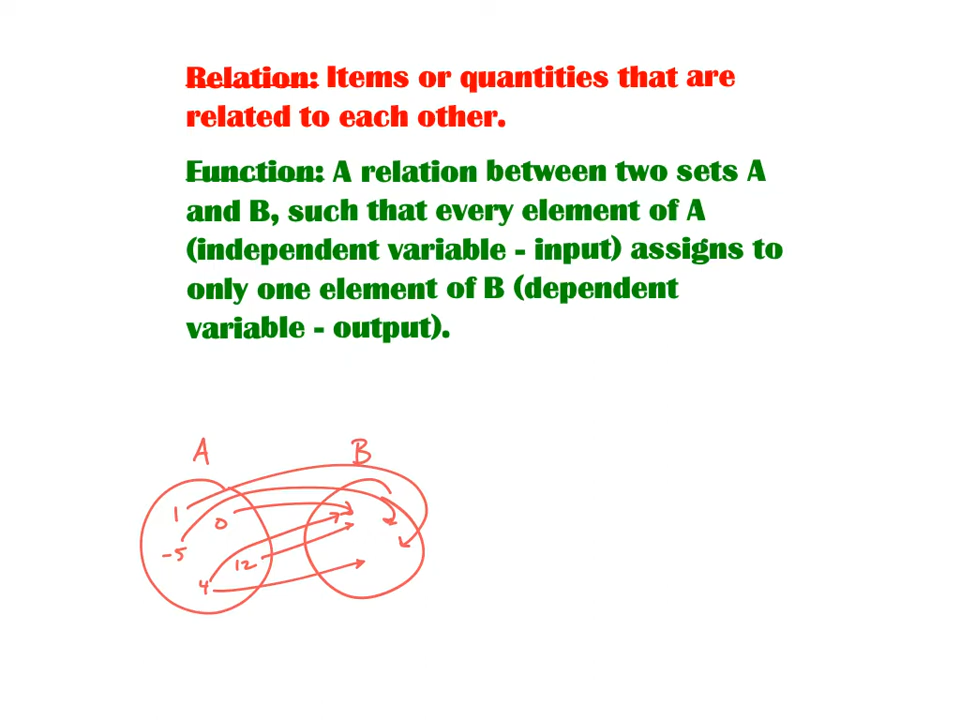 Relation: Items or quantities that are
related to each other.
Function: A relation between two sets A
and B, such that every element of A
(independent variable - input) assigns to
only one element of B (dependent
variable - output).
A B
1 0
-5 12
4